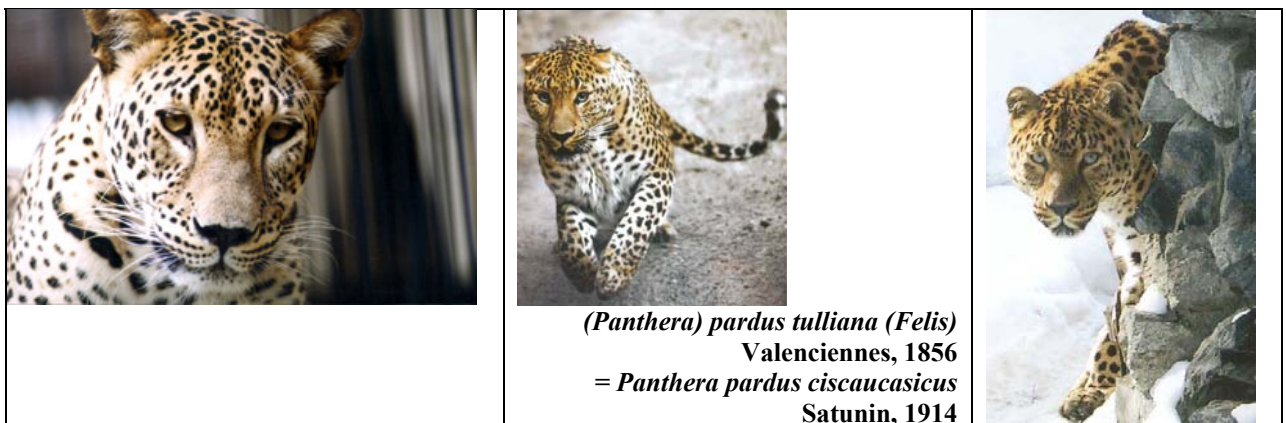 (Panthera) pardus tulliana (Felis)
Valenciennes, 1856
= Panthera pardus ciscaucasicus
Satunin, 1914